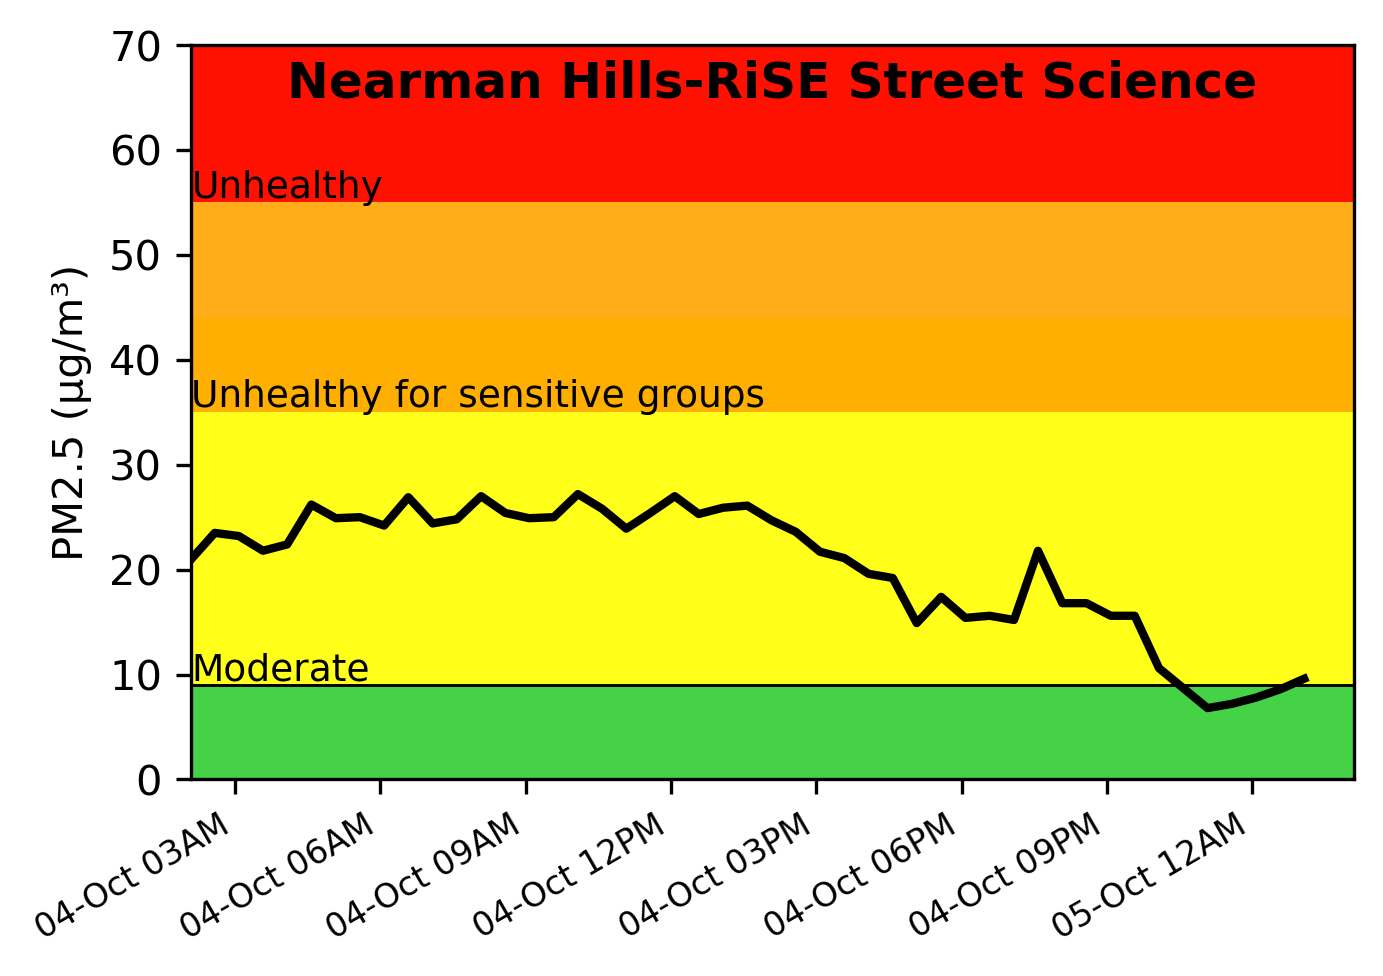 Nearman Hills-RiSE Street Science
70
60
50
40
30
20
10
0
PM2.5 (μg/m³)
Unhealthy
Unhealthy for sensitive groups
Moderate
04-Oct 03AM
04-Oct 06AM
04-Oct 09AM
04-Oct 12PM
04-Oct 03PM
04-Oct 06PM
04-Oct 09PM
05-Oct 12AM